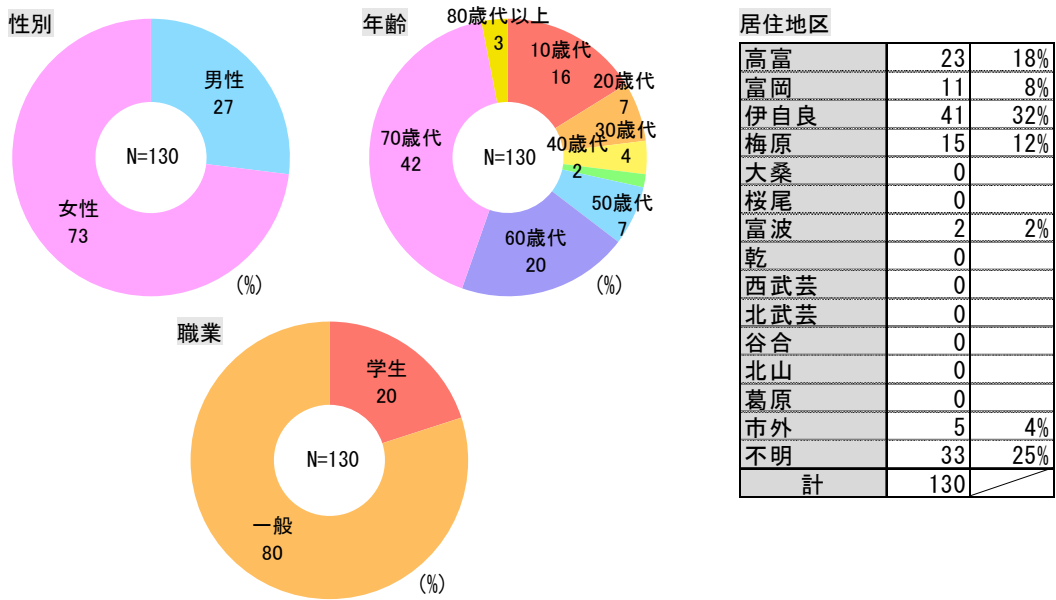 性別
男性
27
N=130
女性
73
(%)
年齢
80歳代以上
3
10歳代
16
20歳代
7
30歳代
4
40歳代
2
50歳代
7
60歳代
20
70歳代
42
N=130
(%)
職業
学生
20
N=130
一般
80
(%)
居住地区
高富 23 18%
富岡 11 8%
伊自良 41 32%
梅原 15 12%
大桑 0
桜尾 0
富波 2 2%
乾 0
西武芸 0
北武芸 0
谷合 0
北山 0
葛原 0
市外 5 4%
不明 33 25%
計 130